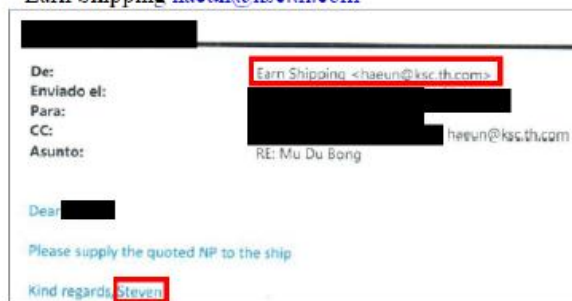 De: Earn Shipping <haeun@ksc.th.com>
Enviado el:
Para:
CC: haeun@ksc.th.com
Asunto: RE: Mu Du Bong
Dear
Please supply the quoted NP to the ship
Kind regards, Steven